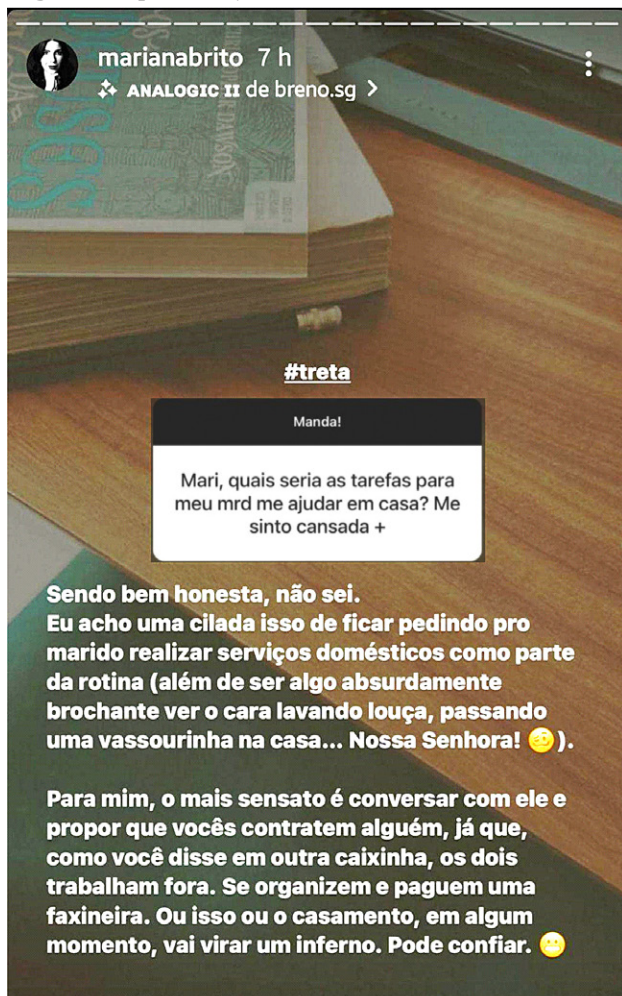 marianabrito 7 h
ANALOGIC II de breno.sg >
#treta
Manda!
Mari, quais seria as tarefas para
meu mrd me ajudar em casa? Me
sinto cansada +
Sendo bem honesta, não sei.
Eu acho uma cilada isso de ficar pedindo pro
marido realizar serviços domésticos como parte
da rotina (além de ser algo absurdamente
brochante ver o cara lavando louça, passando
uma vassourinha na casa... Nossa Senhora! 🥴).
Para mim, o mais sensato é conversar com ele e
propor que vocês contratem alguém, já que,
como você disse em outra caixinha, os dois
trabalham fora. Se organizem e paguem uma
faxineira. Ou isso ou o casamento, em algum
momento, vai virar um inferno. Pode confiar. 😬